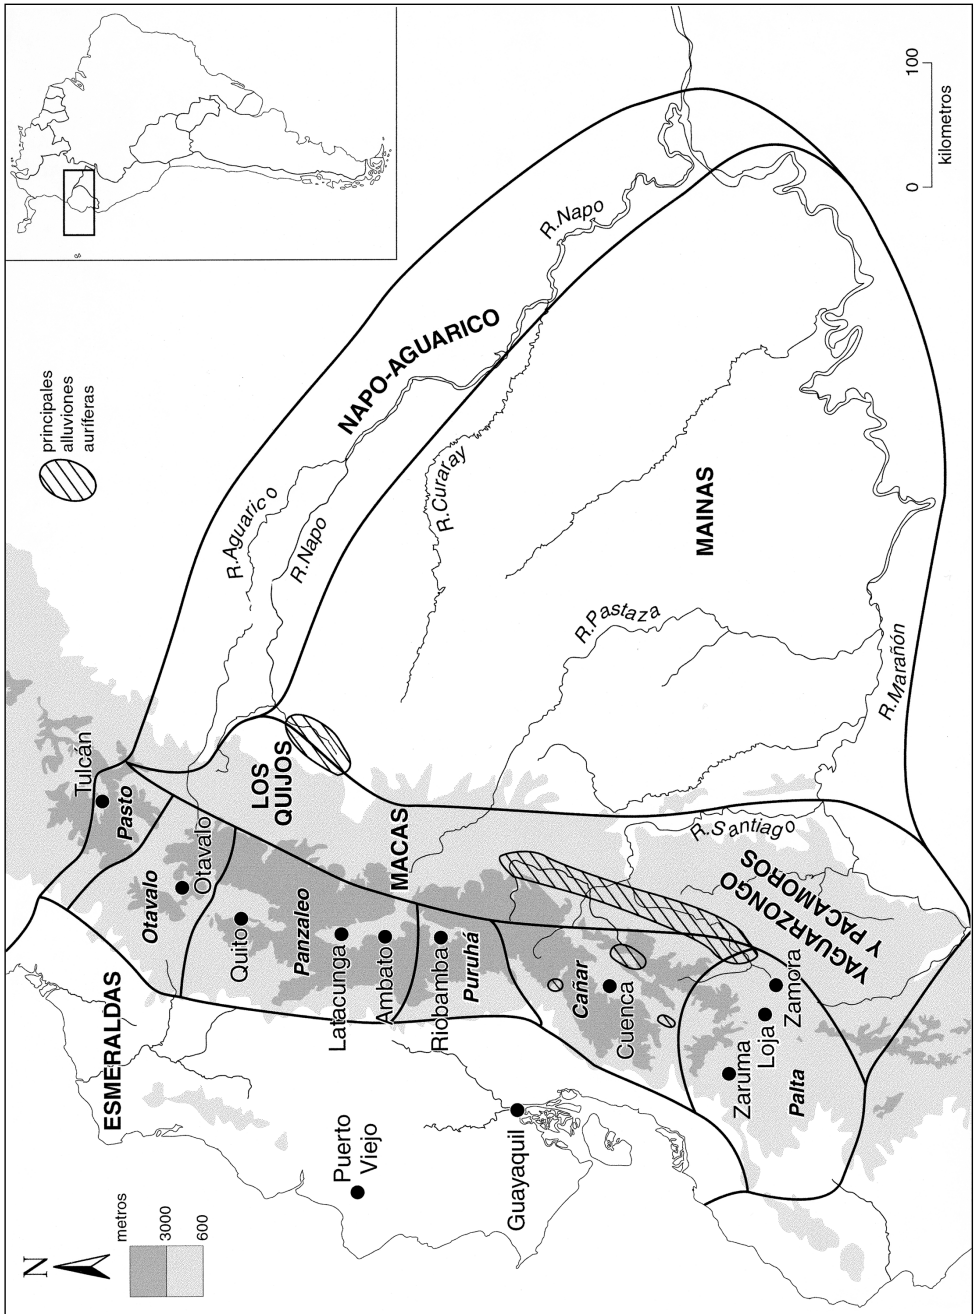 N
metros
3000
600
principales
alluviones
auríferas
0
100
kilometros
s
ESMERALDAS
Tulcán
Pasto
Otavalo
Otavalo
Quito
Panzaleo
Latacunga
Ambato
Riobamba
Puruhá
Puerto
Viejo
Guayaquil
Cañar
Cuenca
Zaruma
Loja
Zamora
Palta
LOS
QUIJOS
MACAS
YAGUARZONGO
Y PACAMOROS
R.Santiago
NAPO-AGUARICO
R.Aguarico
R.Napo
R.Napo
R.Curaray
MAINAS
R.Pastaza
R.Marañón